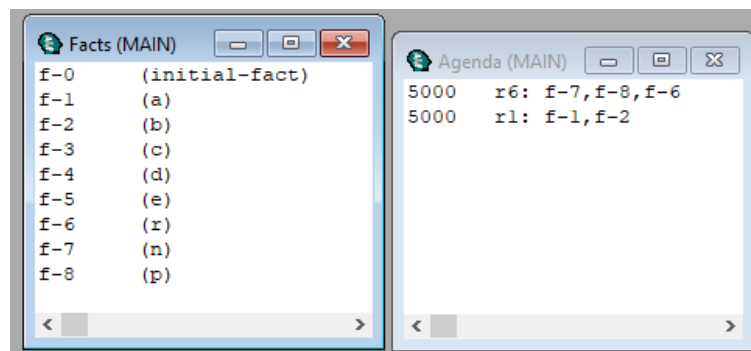 Facts (MAIN)
f-0 (initial-fact)
f-1 (a)
f-2 (b)
f-3 (c)
f-4 (d)
f-5 (e)
f-6 (r)
f-7 (n)
f-8 (p)
Agenda (MAIN)
5000 r6: f-7,f-8,f-6
5000 r1: f-1,f-2